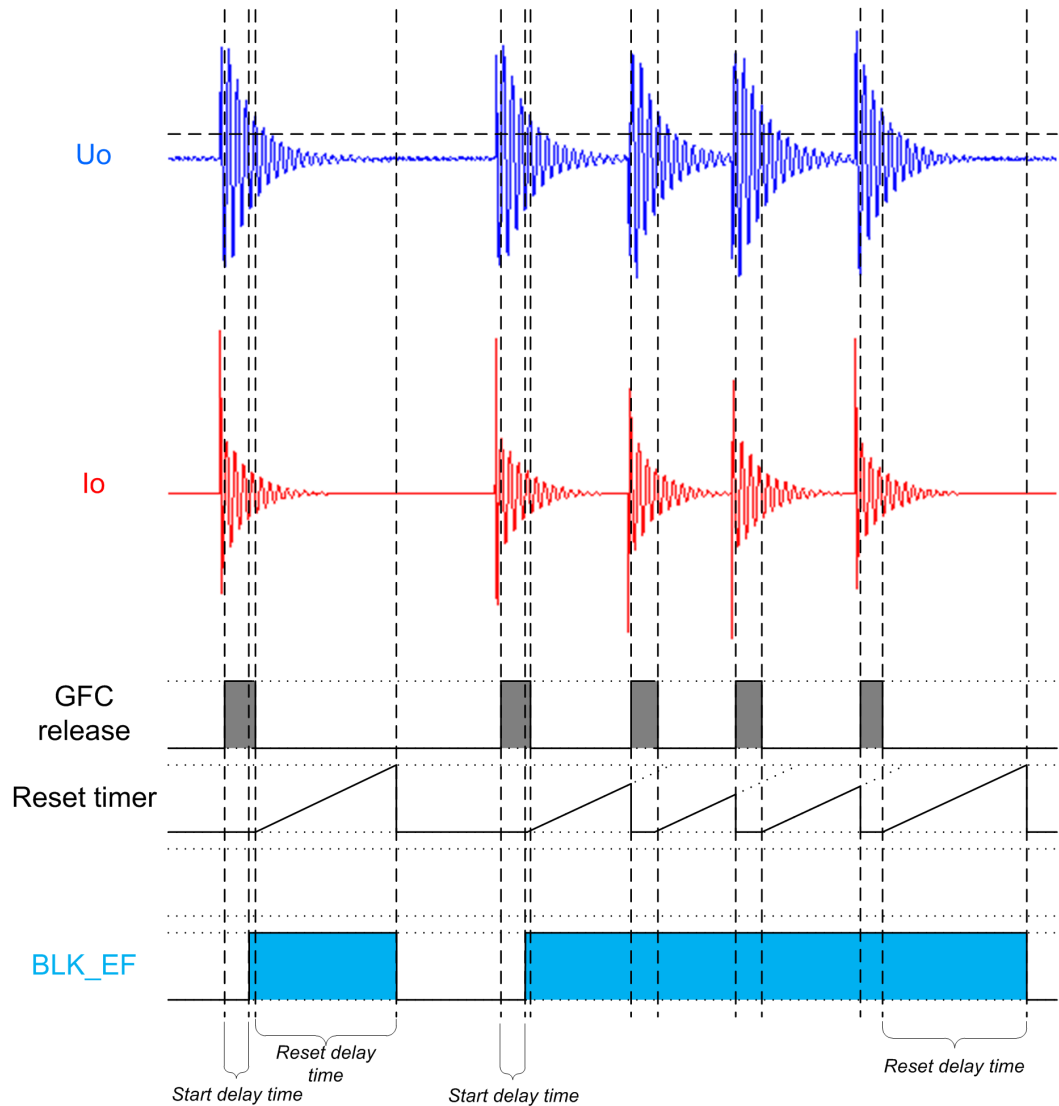 Uo
Io
GFC
release
Reset timer
BLK_EF
Reset delay
time
Reset delay time
Start delay time
Start delay time